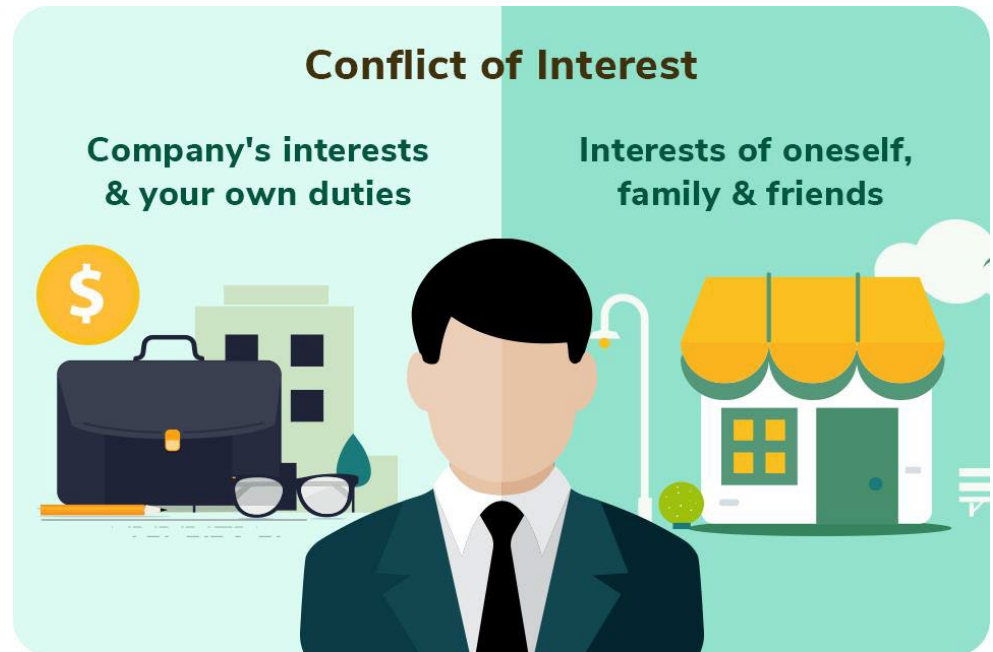 Conflict of Interest
Company's interests
& your own duties
Interests of oneself,
family & friends
$